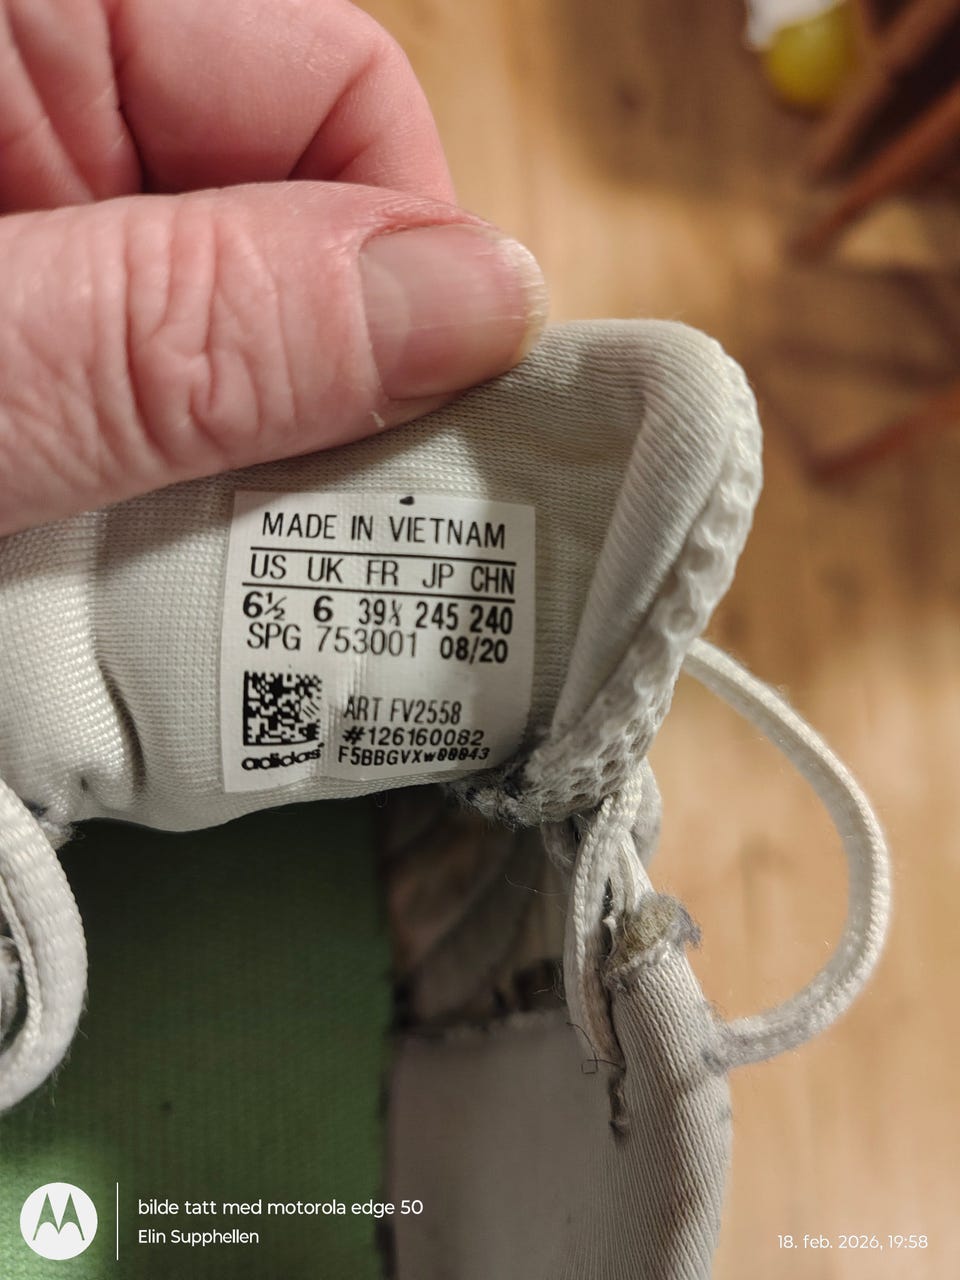 MADE IN VIETNAM
US UK FR JP CHN
6½ 6 39⅓ 245 240
SPG 753001 08/20
ART FV2558
#126160082
adidas F5BBGVXw00043
bilde tatt med motorola edge 50
Elin Supphellen
18. feb. 2026, 19:58